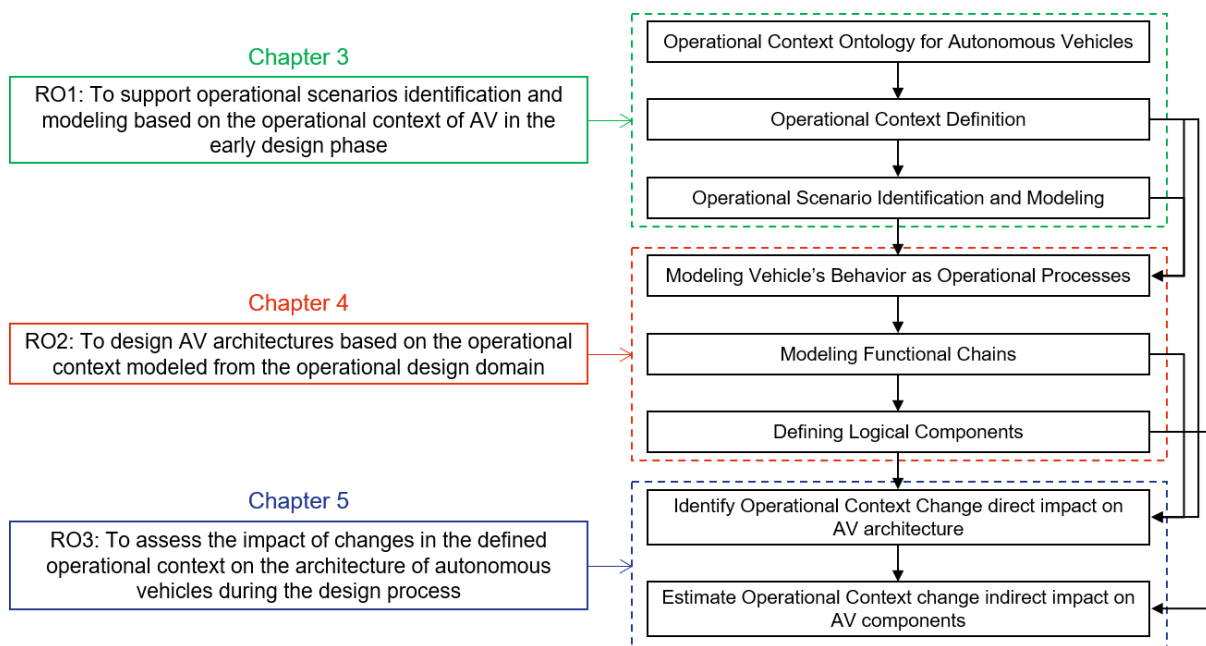 Chapter 3
RO1: To support operational scenarios identification and
modeling based on the operational context of AV in the
early design phase
Operational Context Ontology for Autonomous Vehicles
Operational Context Definition
Operational Scenario Identification and Modeling
Chapter 4
RO2: To design AV architectures based on the operational
context modeled from the operational design domain
Modeling Vehicle's Behavior as Operational Processes
Modeling Functional Chains
Defining Logical Components
Chapter 5
RO3: To assess the impact of changes in the defined
operational context on the architecture of autonomous
vehicles during the design process
Identify Operational Context Change direct impact on
AV architecture
Estimate Operational Context change indirect impact on
AV components